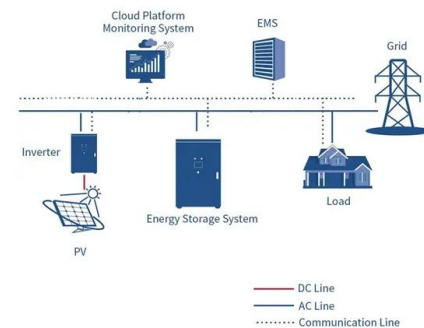 Cloud Platform
Monitoring System
EMS
Grid
Inverter
Energy Storage System
Load
PV
DC Line
AC Line
Communication Line